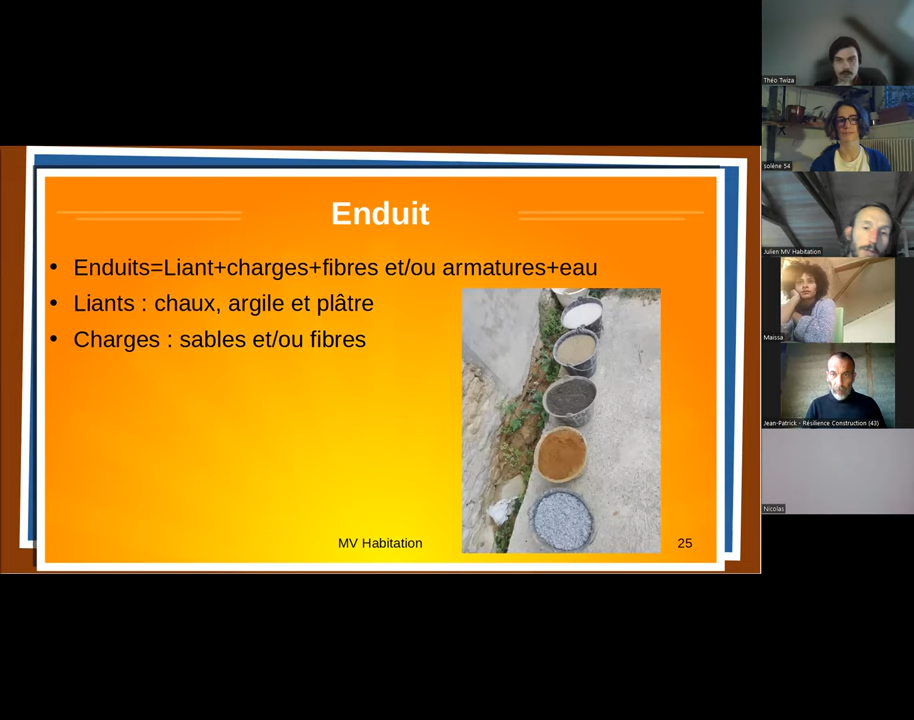 Enduit
• Enduits=Liant+charges+fibres et/ou armatures+eau
• Liants : chaux, argile et plâtre
• Charges : sables et/ou fibres
MV Habitation
25
Théo Twiza
solène 54
Julien MV Habitation
Maissa
Jean-Patrick - Résilience Construction (43)
Nicolas